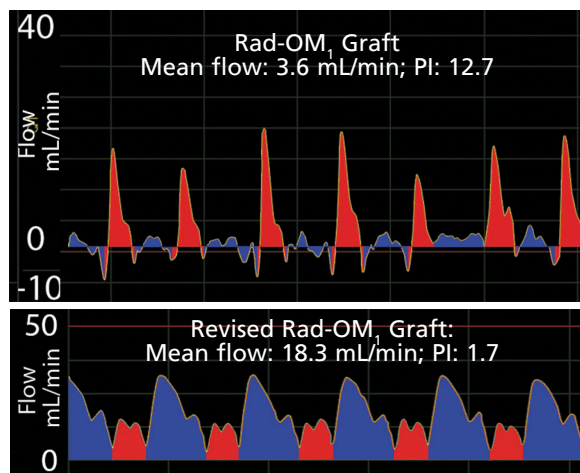 40
Rad-OM₁ Graft
Mean flow: 3.6 mL/min; PI: 12.7
Flow
mL/min
0
-10
50
Revised Rad-OM₁ Graft:
Mean flow: 18.3 mL/min; PI: 1.7
Flow
mL/min
0